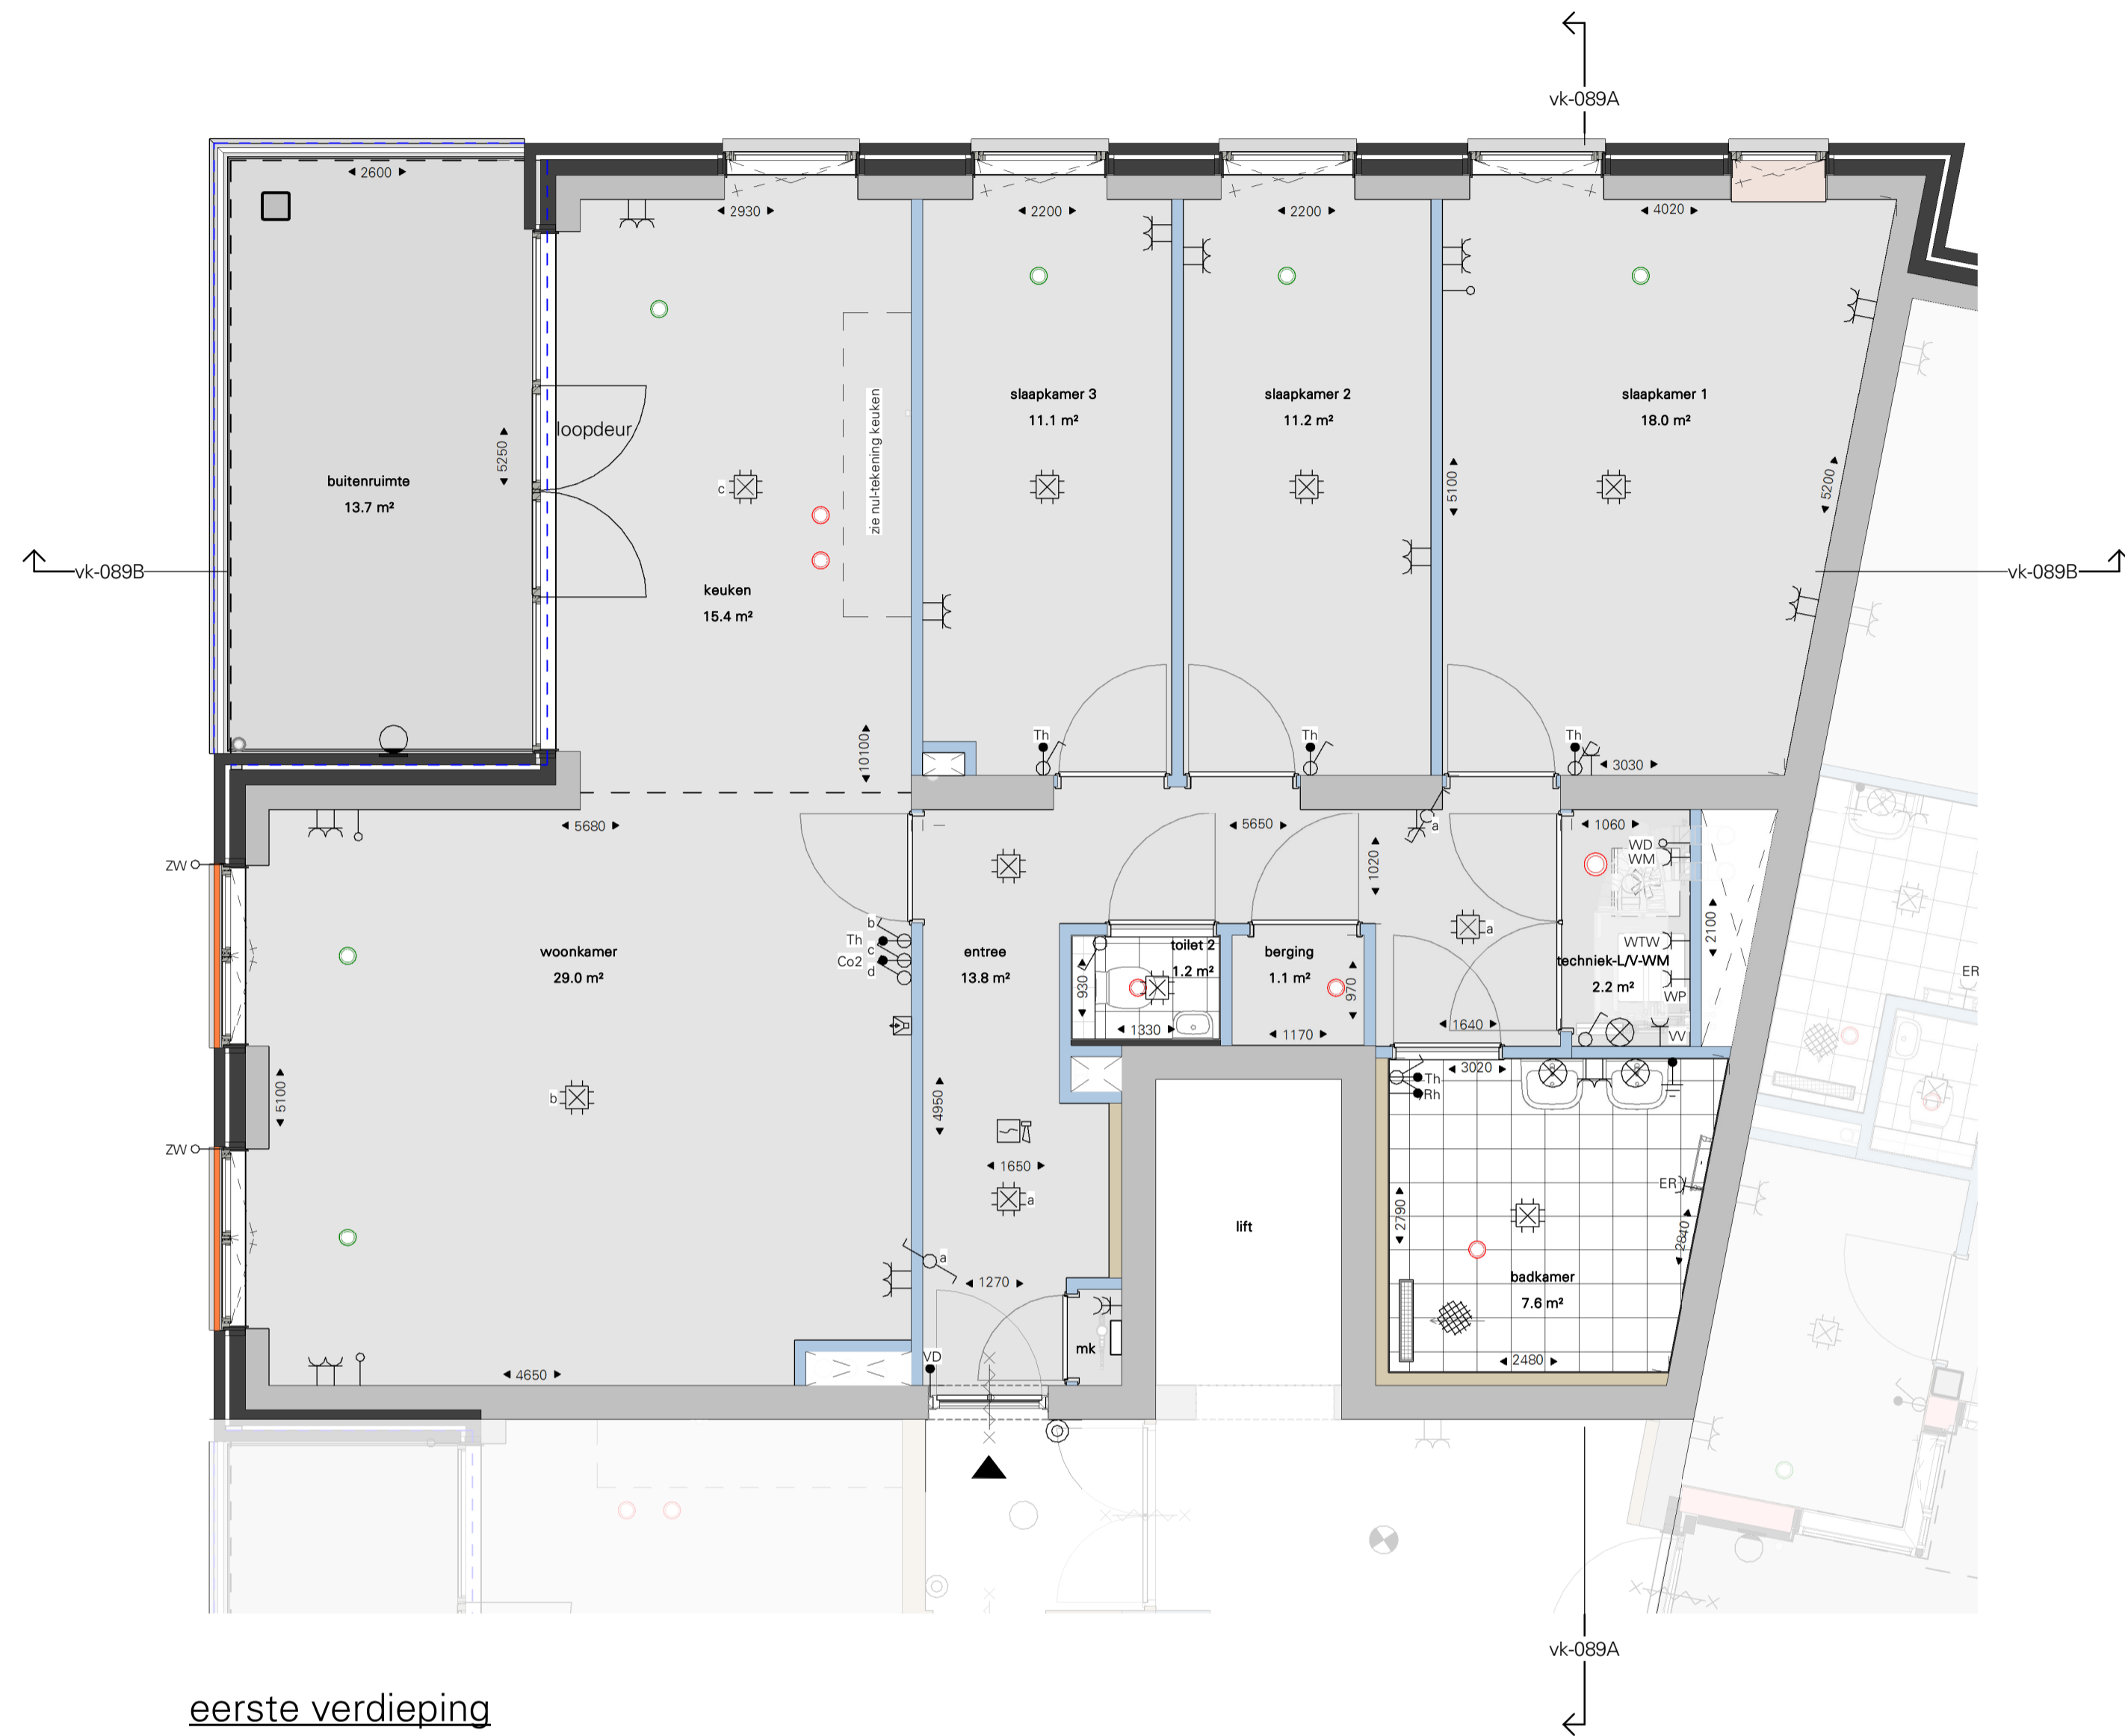 vk-089A
2600
2930
2200
2200
4020
loopdeur
5250
zie nul-tekening keuken
slaapkamer 3
11.1 m²
slaapkamer 2
11.2 m²
slaapkamer 1
18.0 m²
buitenruimte
13.7 m²
c
5100
5200
vk-089B
vk-089B
keuken
15.4 m²
10100
Th
Th
Th
3030
5680
5650
a
1060
ZW
1020
WD
WM
2100
b
Th
c
Co2
d
woonkamer
29.0 m²
entree
13.8 m²
toilet 2
1.2 m²
930
1330
berging
1.1 m²
970
1170
a
1640
WTW
techniek-L/V-WM
2.2 m²
WP
VV
ER
5100
b
4950
3020
Th
Rh
ZW
1650
a
lift
2790
ER
2840
a
1270
badkamer
7.6 m²
mk
VD
4650
2480
vk-089A
eerste verdieping